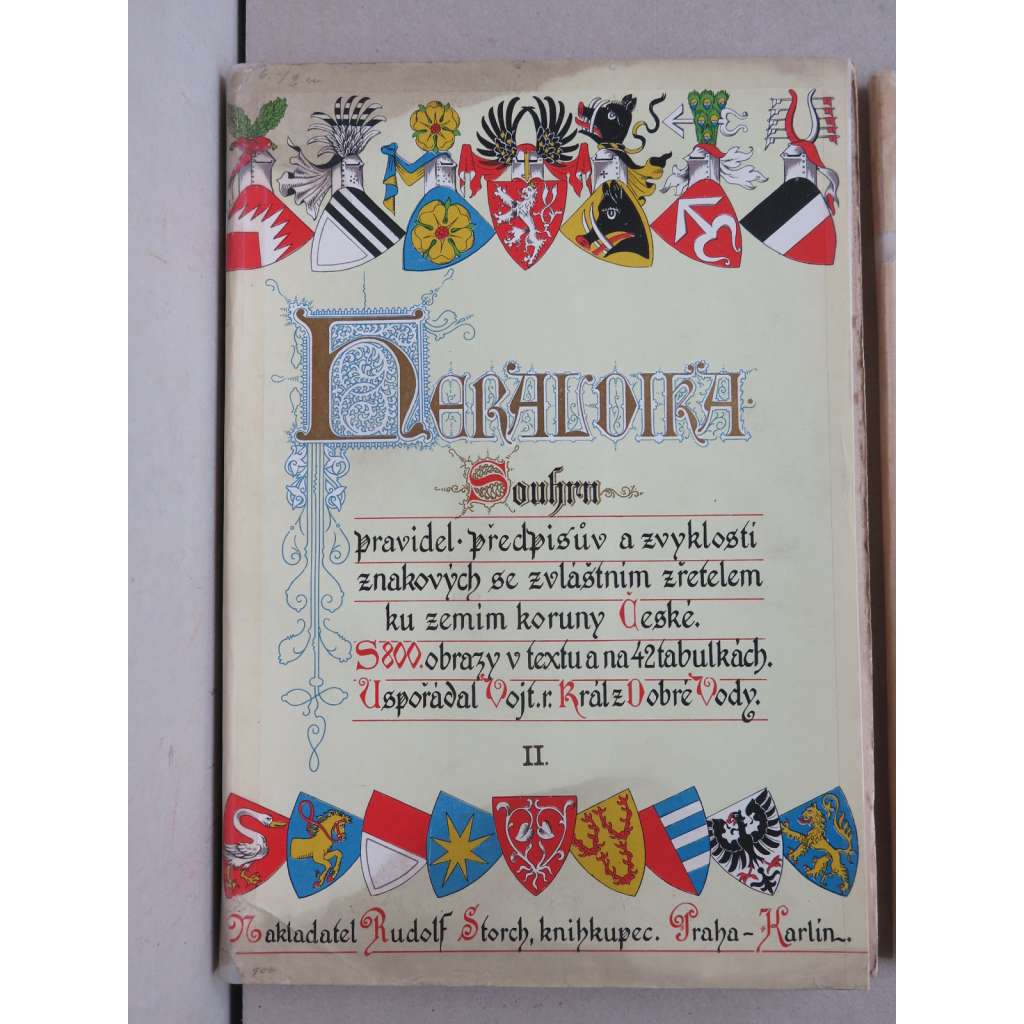 HERALDIKA.
Souhrn
pravidel · předpisův a zvyklostí
znakových se zvláštním zřetelem
ku zemím koruny České.
S 800. obrazy v textu a na 42 tabulkách.
Uspořádal Vojt. r. Král z Dobré Vody.
II.
Nakladatel Rudolf Storch, knihkupec. Praha – Karlín.